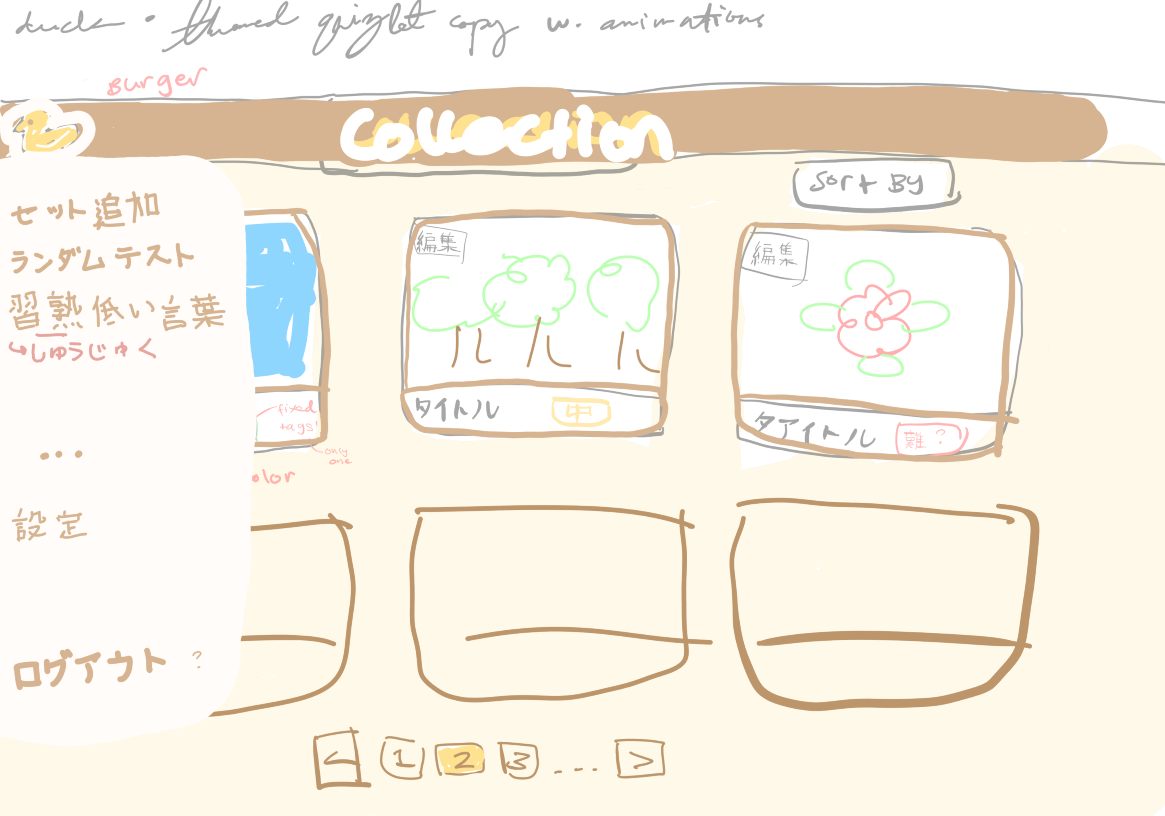 duck • themed quizlet copy w. animations
Burger
Collection
Sort By
セット追加
ランダムテスト
習熟低い言葉
↳しゅうじゅく
...
設定
ログアウト ?
fixed
tags!
only
one
olor
編集
タイトル 中
編集
タアイトル 難?
< 1 2 3 .... >